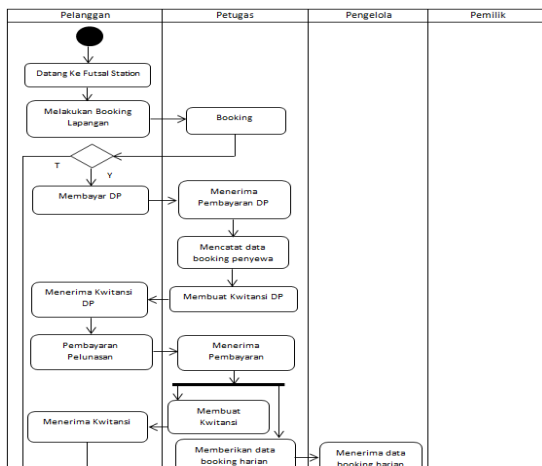 Pelanggan
Petugas
Pengelola
Pemilik
Datang Ke Futsal Station
Melakukan Booking
Lapangan
Booking
T
Y
Membayar DP
Menerima
Pembayaran DP
Mencatat data
booking penyewa
Menerima Kwitansi
DP
Membuat Kwitansi DP
Pembayaran
Pelunasan
Menerima
Pembayaran
Membuat
Kwitansi
Menerima Kwitansi
Memberikan data
booking harian
Menerima data
booking harian